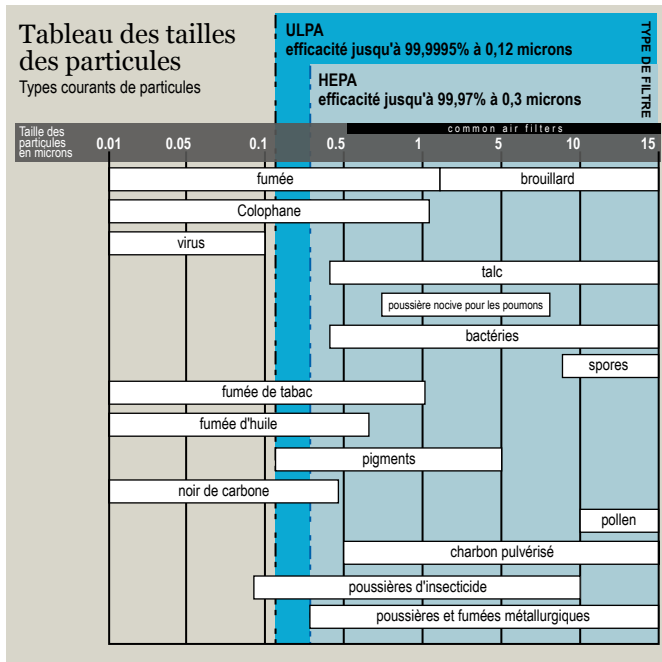 Tableau des tailles
des particules
Types courants de particules
ULPA
efficacité jusqu'à 99,9995% à 0,12 microns
HEPA
efficacité jusqu'à 99,97% à 0,3 microns
TYPE DE FILTRE
common air filters
Taille des
particules
en microns
0.01 0.05 0.1 0.5 1 5 10 15
fumée brouillard
Colophane
virus
talc
poussière nocive pour les poumons
bactéries
spores
fumée de tabac
fumée d'huile
pigments
noir de carbone
pollen
charbon pulvérisé
poussières d'insecticide
poussières et fumées métallurgiques